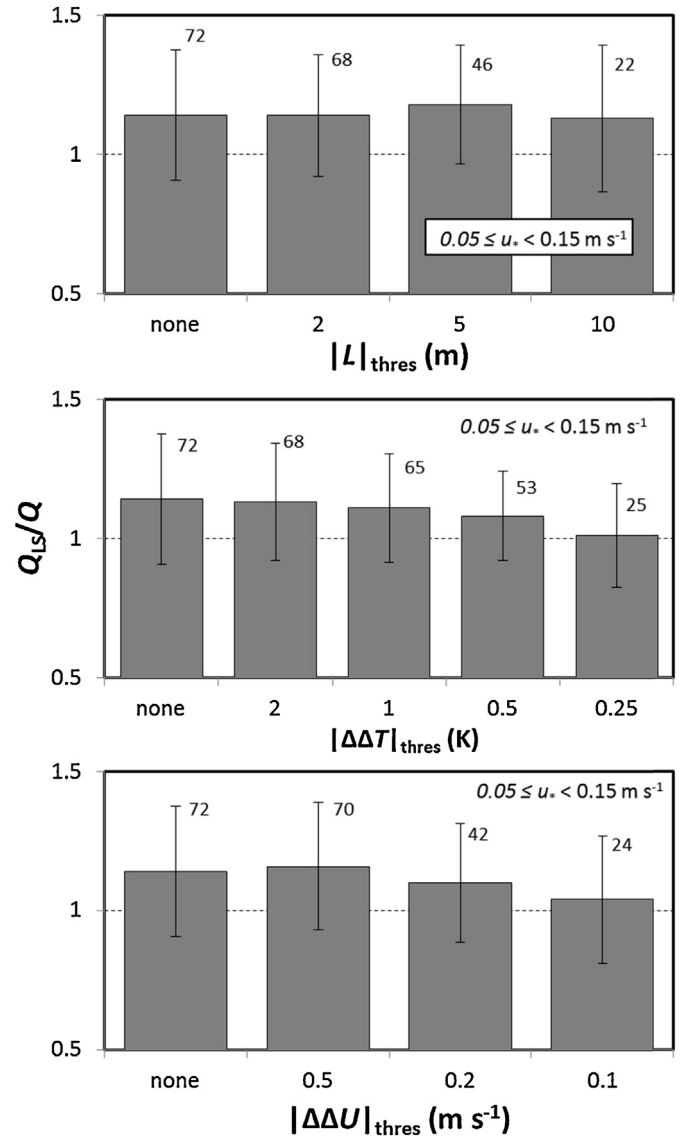 1.5
72
68
46
22
1
0.05 ≤ u* < 0.15 m s-1
0.5
none 2 5 10
|L|thres (m)
1.5
0.05 ≤ u* < 0.15 m s-1
72
68
65
53
25
1
0.5
none 2 1 0.5 0.25
|ΔΔT|thres (K)
QLS/Q
1.5
0.05 ≤ u* < 0.15 m s-1
72
70
42
24
1
0.5
none 0.5 0.2 0.1
|ΔΔU|thres (m s-1)